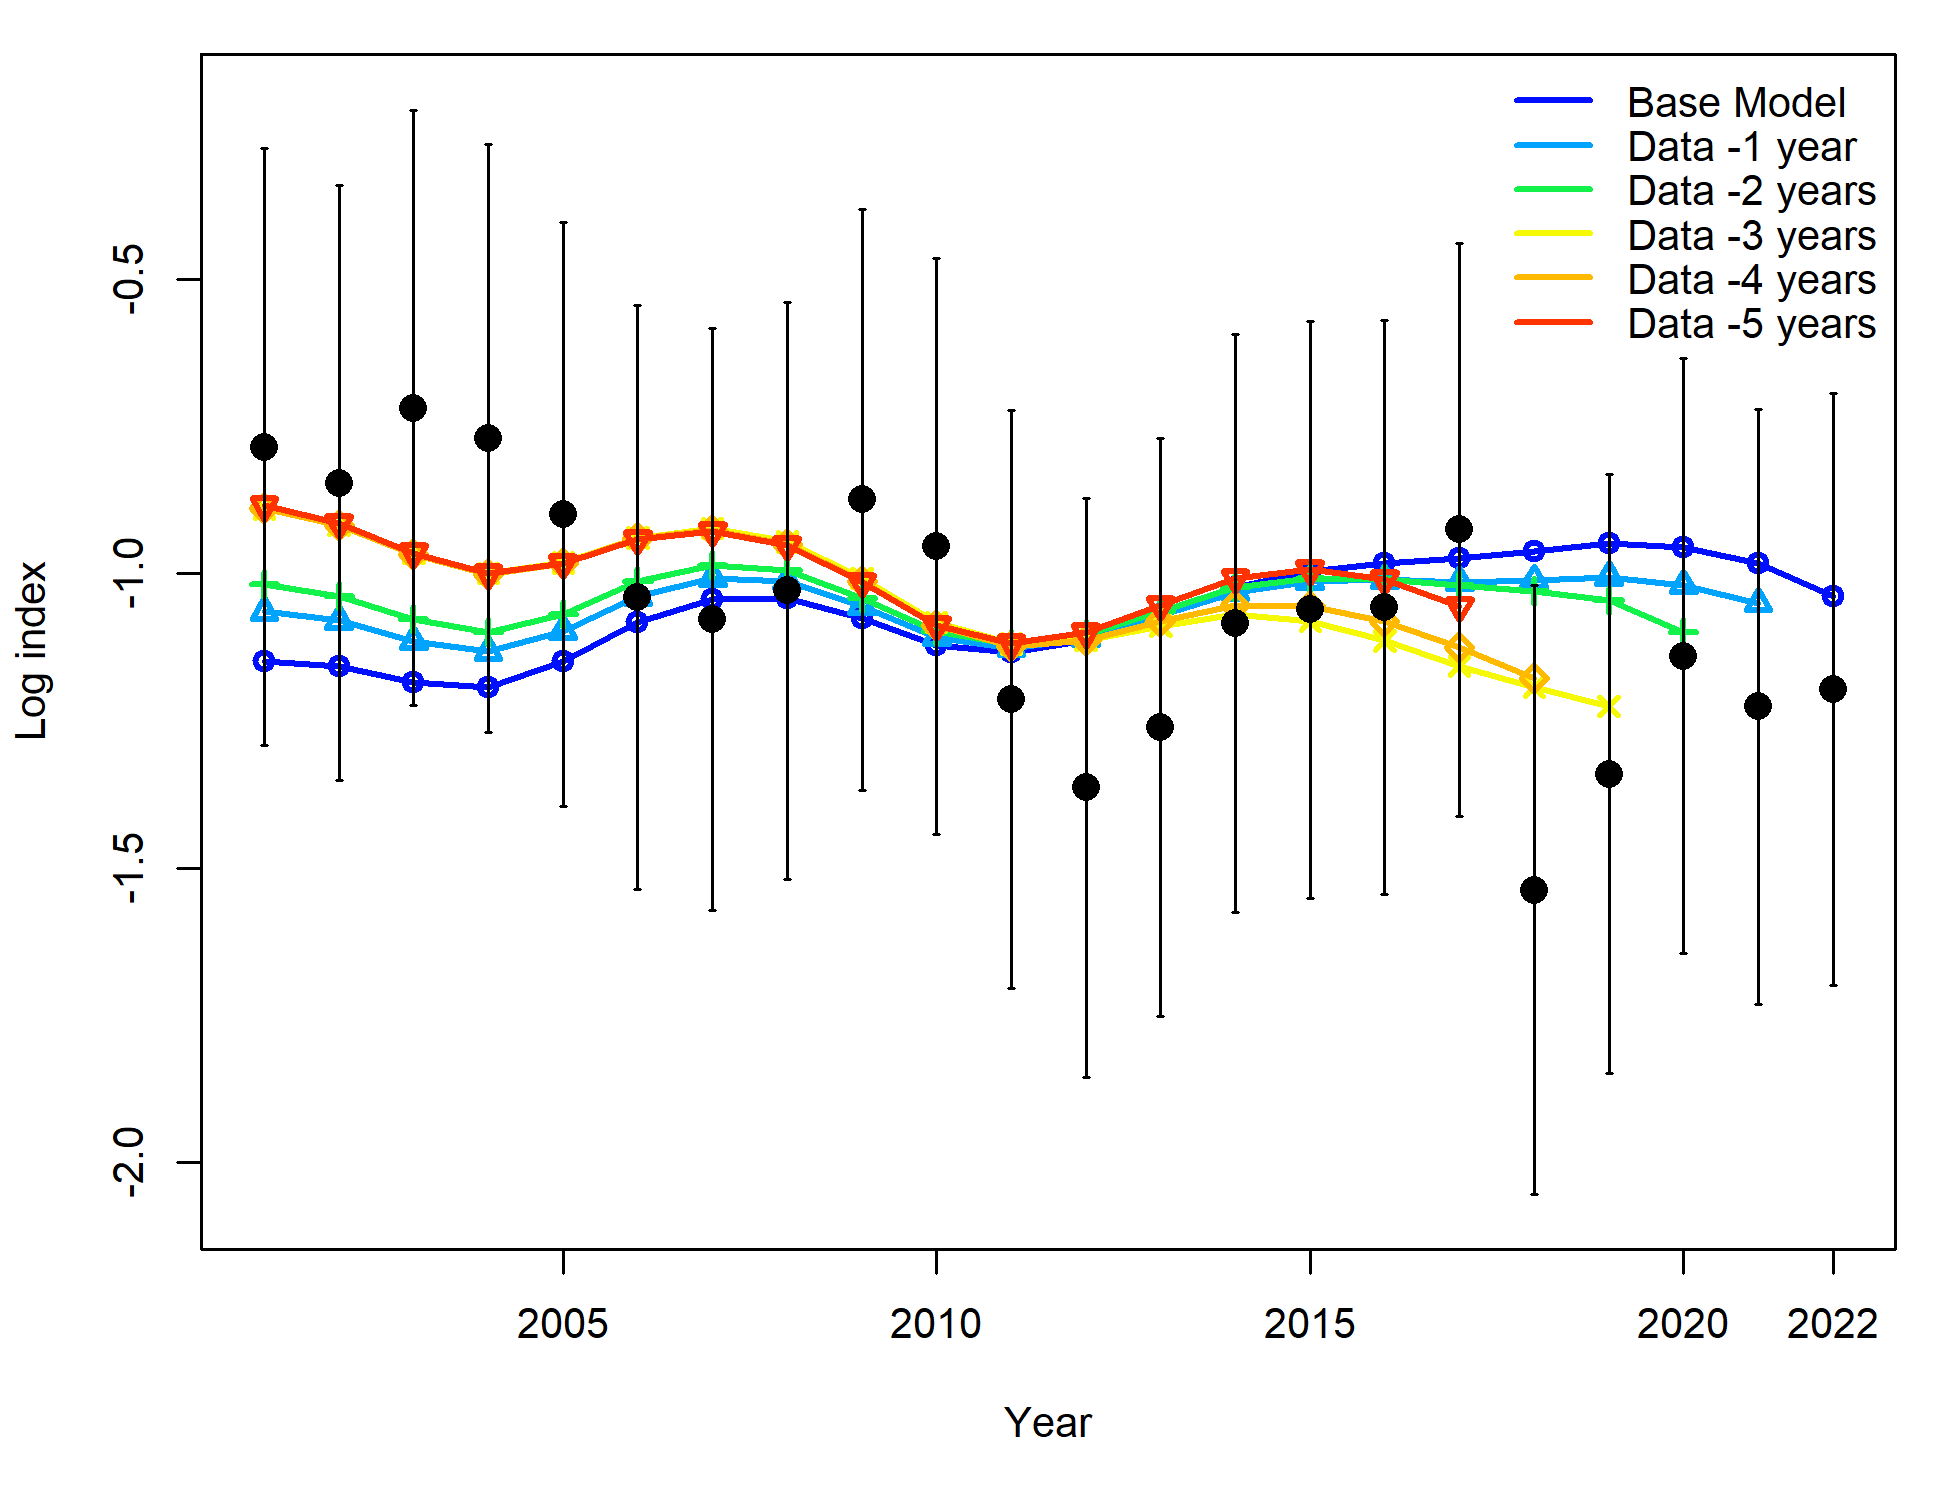 Base Model
Data -1 year
Data -2 years
Data -3 years
Data -4 years
Data -5 years
Log index
-0.5
-1.0
-1.5
-2.0
2005 2010 2015 2020 2022
Year